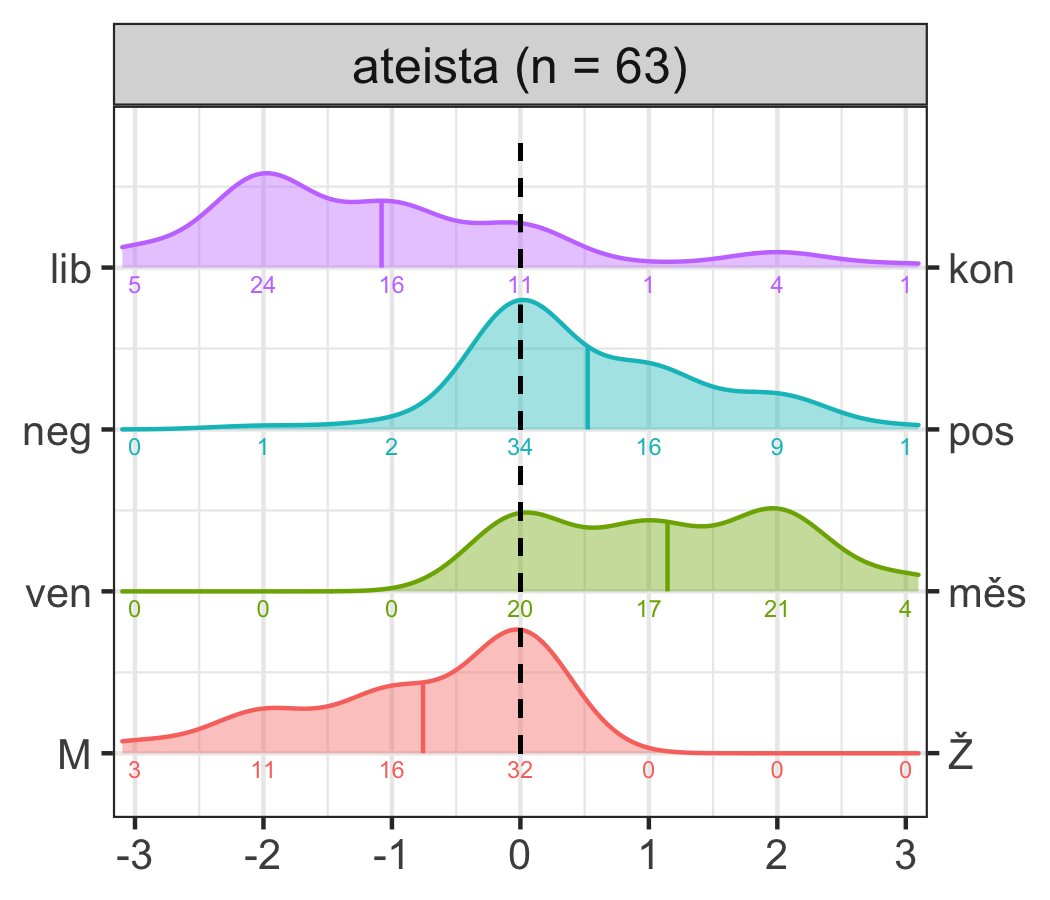 ateista (n = 63)
lib kon
5 24 16 11 1 4 1
neg pos
0 1 2 34 16 9 1
ven měs
0 0 0 20 17 21 4
M Ž
3 11 16 32 0 0 0
-3 -2 -1 0 1 2 3